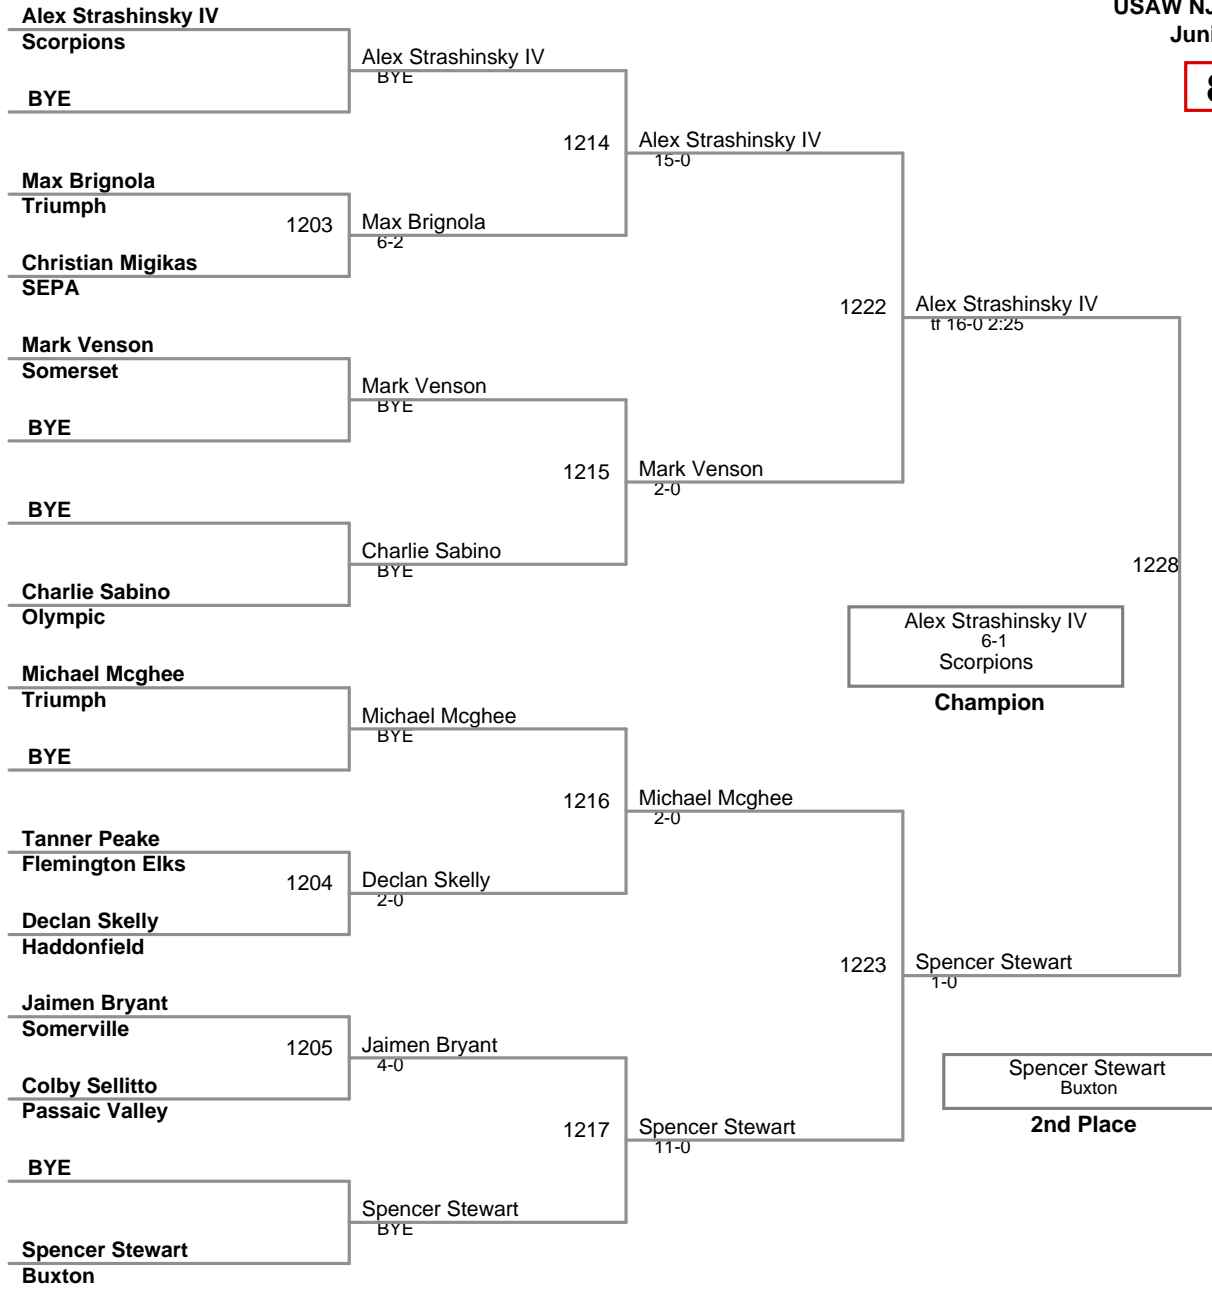 Alex Strashinsky IV
Scorpions
BYE
Max Brignola
Triumph
1203
Christian Migikas
SEPA
Mark Venson
Somerset
BYE
BYE
Charlie Sabino
Olympic
Michael Mcghee
Triumph
BYE
Tanner Peake
Flemington Elks
1204
Declan Skelly
Haddonfield
Jaimen Bryant
Somerville
1205
Colby Sellitto
Passaic Valley
BYE
Spencer Stewart
Buxton
Alex Strashinsky IV
BYE
1214
Max Brignola
6-2
Mark Venson
BYE
1215
Charlie Sabino
BYE
Michael Mcghee
BYE
1216
Declan Skelly
2-0
Jaimen Bryant
4-0
1217
Spencer Stewart
BYE
Alex Strashinsky IV
15-0
1222
Mark Venson
2-0
Michael Mcghee
2-0
1223
Spencer Stewart
11-0
Alex Strashinsky IV
tf 16-0 2:25
1228
Spencer Stewart
1-0
Alex Strashinsky IV
6-1
Scorpions
Champion
Spencer Stewart
Buxton
2nd Place
USAW NJ